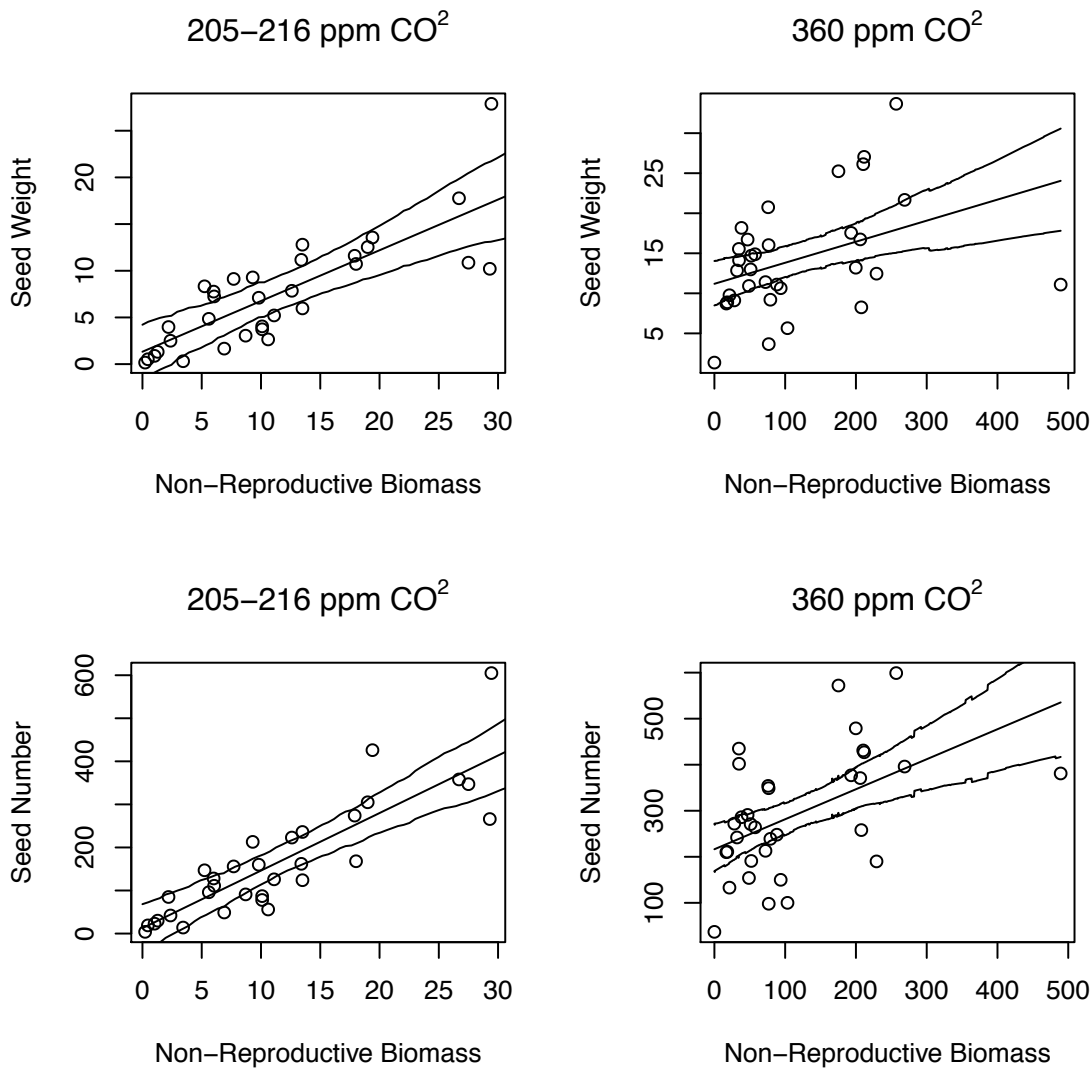 205−216 ppm CO²
360 ppm CO²
Seed Weight
0 5 10 20
0 5 10 15 20 25 30
Non−Reproductive Biomass
Seed Weight
5 15 25
0 100 200 300 400 500
Non−Reproductive Biomass
205−216 ppm CO²
360 ppm CO²
Seed Number
0 200 400 600
0 5 10 15 20 25 30
Non−Reproductive Biomass
Seed Number
100 300 500
0 100 200 300 400 500
Non−Reproductive Biomass